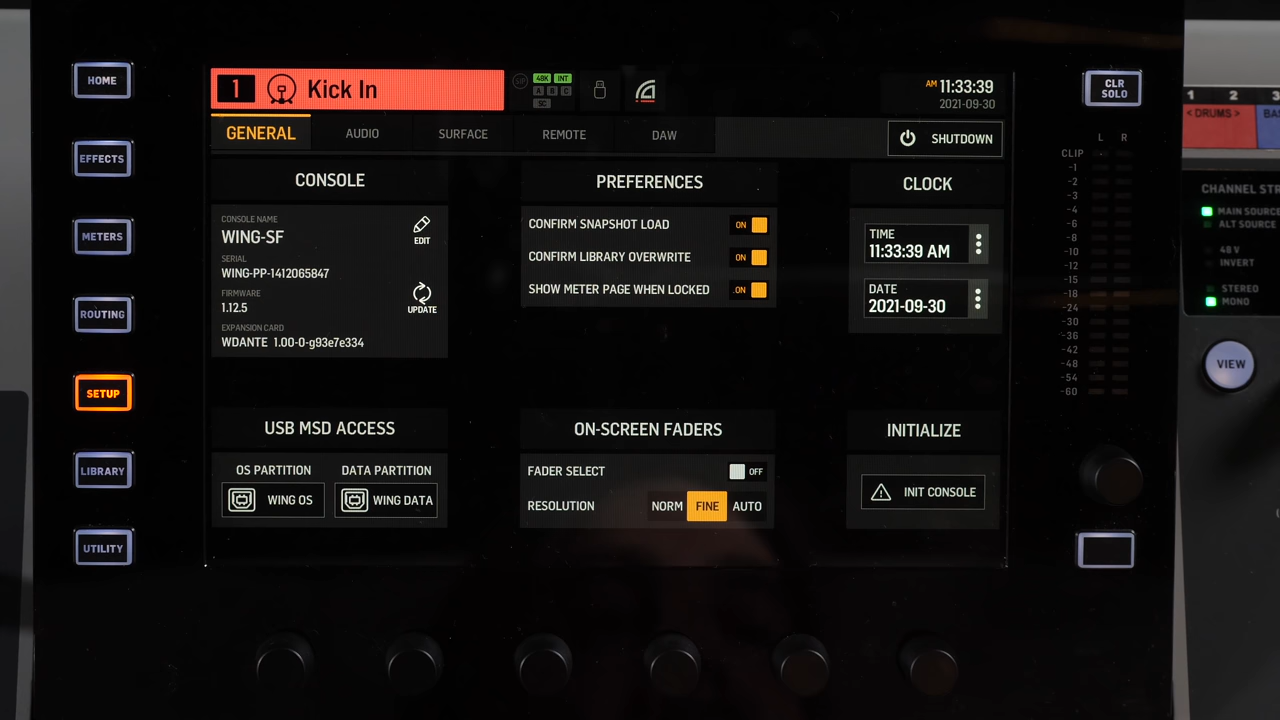 HOME
EFFECTS
METERS
ROUTING
SETUP
LIBRARY
UTILITY
1 Kick In
S/P 48K INT
A B C
SC
AM 11:33:39
2021-09-30
GENERAL AUDIO SURFACE REMOTE DAW
SHUTDOWN
CONSOLE
CONSOLE NAME
WING-SF
EDIT
SERIAL
WING-PP-1412065847
FIRMWARE
1.12.5
UPDATE
EXPANSION CARD
WDANTE 1.00-0-g93e7e334
PREFERENCES
CONFIRM SNAPSHOT LOAD ON
CONFIRM LIBRARY OVERWRITE ON
SHOW METER PAGE WHEN LOCKED ON
CLOCK
TIME
11:33:39 AM
DATE
2021-09-30
USB MSD ACCESS
OS PARTITION DATA PARTITION
WING OS WING DATA
ON-SCREEN FADERS
FADER SELECT OFF
RESOLUTION NORM FINE AUTO
INITIALIZE
INIT CONSOLE
CLR
SOLO
L R
CLIP
-1
-2
-3
-4
-6
-8
-10
-12
-15
-18
-24
-30
-36
-42
-48
-54
-60
1 2 3
< DRUMS >
CHANNEL STR
MAIN SOURCE
ALT SOURCE
48 V
INVERT
STEREO
MONO
VIEW